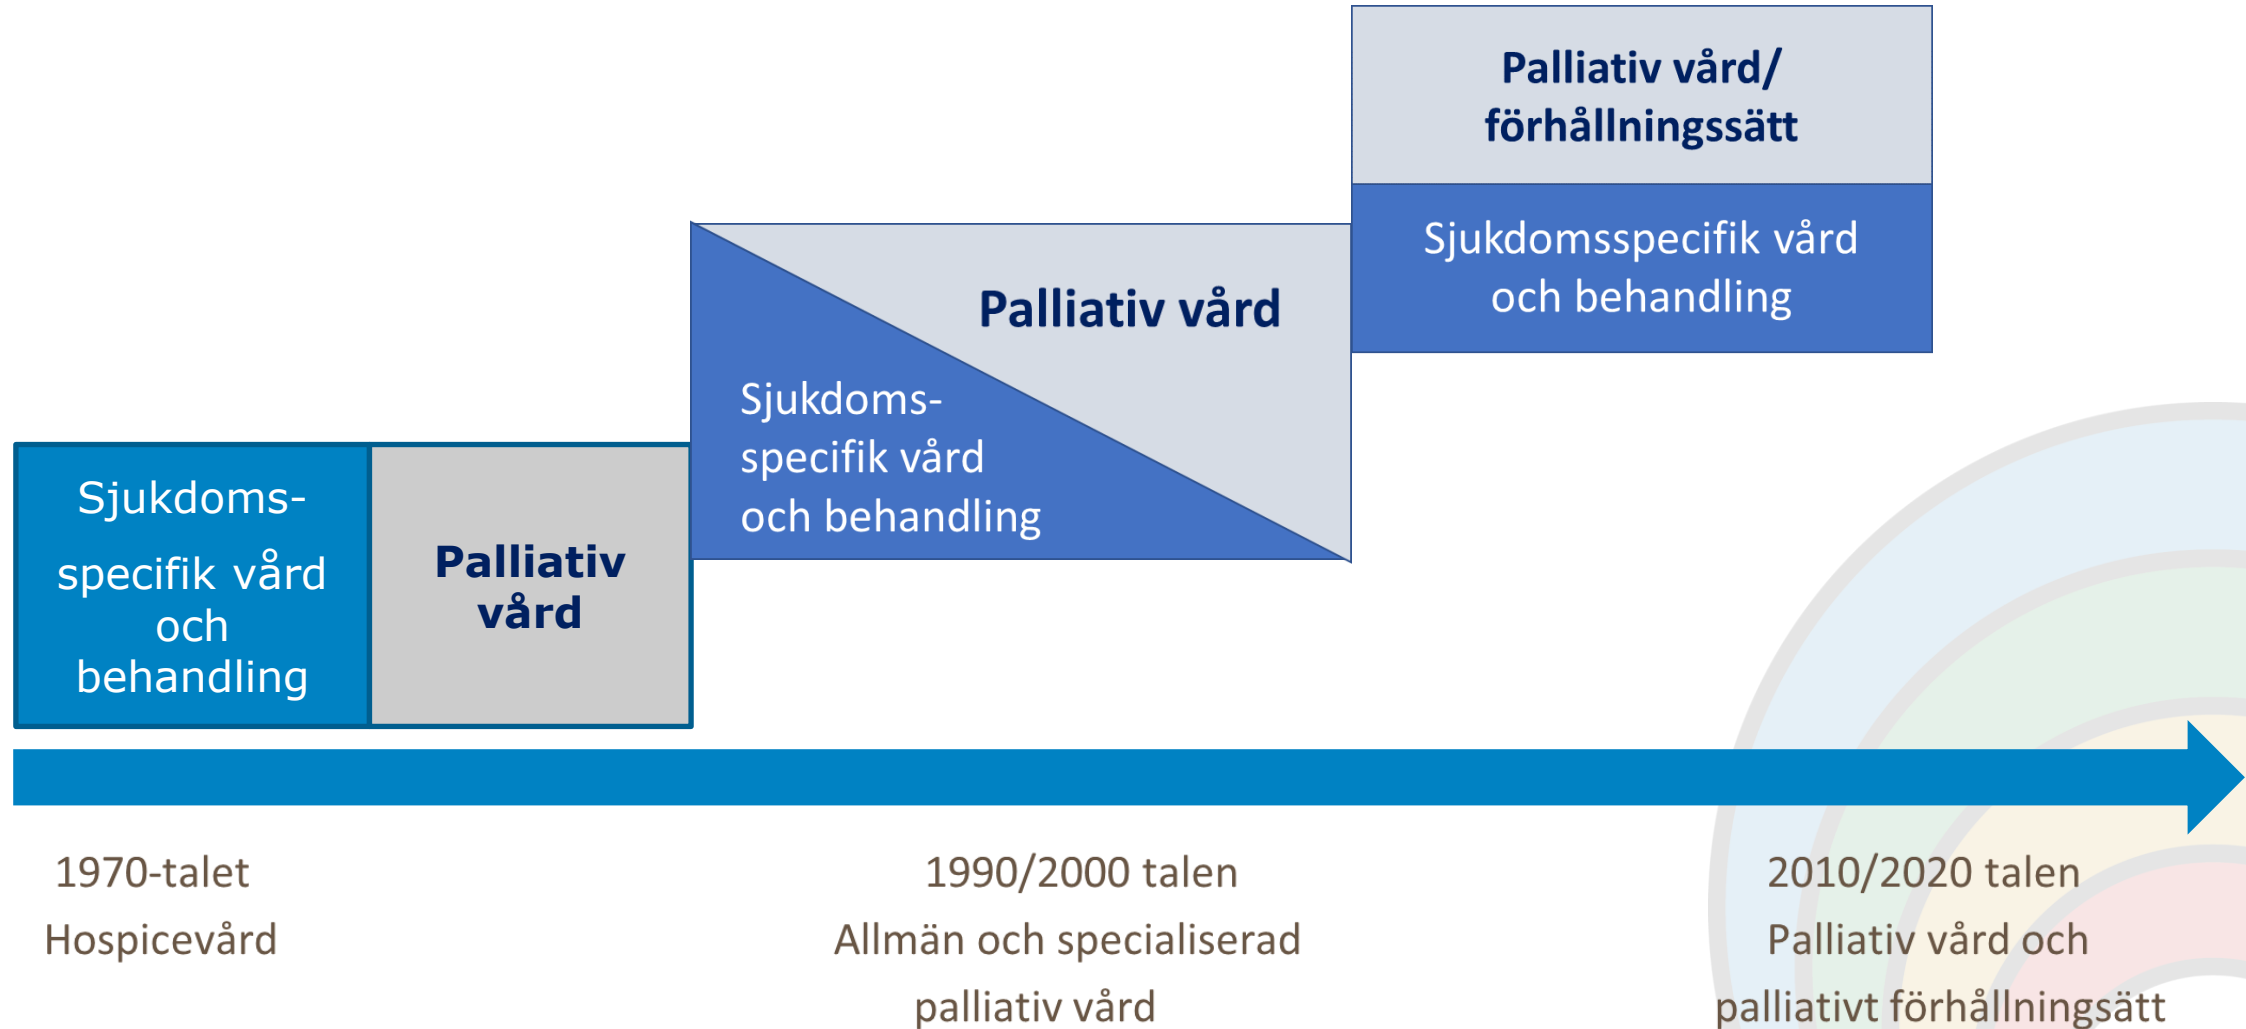 Palliativ vård/
förhållningssätt
Sjukdomsspecifik vård
och behandling
Palliativ vård
Sjukdoms-
specifik vård
och behandling
Sjukdoms-
specifik vård
och
behandling
Palliativ
vård
1970-talet
Hospicevård
1990/2000 talen
Allmän och specialiserad
palliativ vård
2010/2020 talen
Palliativ vård och
palliativt förhållningsätt